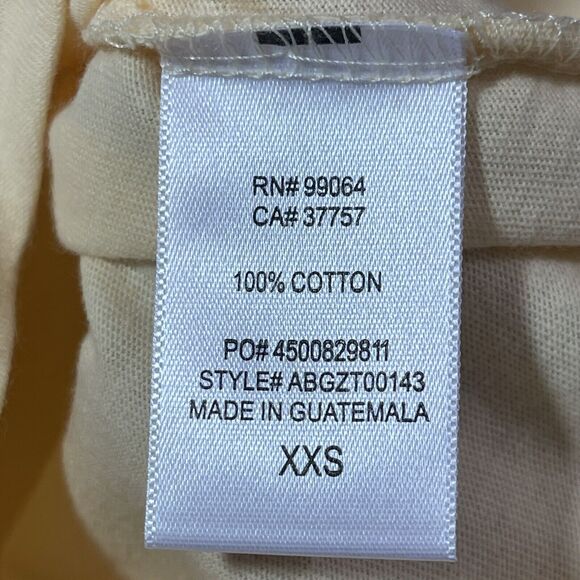 RN# 99064
CA# 37757
100% COTTON
PO# 4500829811
STYLE# ABGZT00143
MADE IN GUATEMALA
XXS